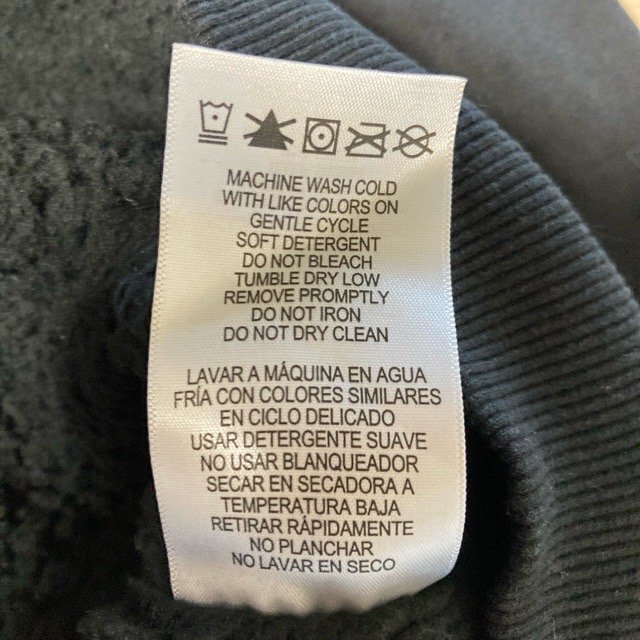 MACHINE WASH COLD
WITH LIKE COLORS ON
GENTLE CYCLE
SOFT DETERGENT
DO NOT BLEACH
TUMBLE DRY LOW
REMOVE PROMPTLY
DO NOT IRON
DO NOT DRY CLEAN
LAVAR A MÁQUINA EN AGUA
FRÍA CON COLORES SIMILARES
EN CICLO DELICADO
USAR DETERGENTE SUAVE
NO USAR BLANQUEADOR
SECAR EN SECADORA A
TEMPERATURA BAJA
RETIRAR RÁPIDAMENTE
NO PLANCHAR
NO LAVAR EN SECO